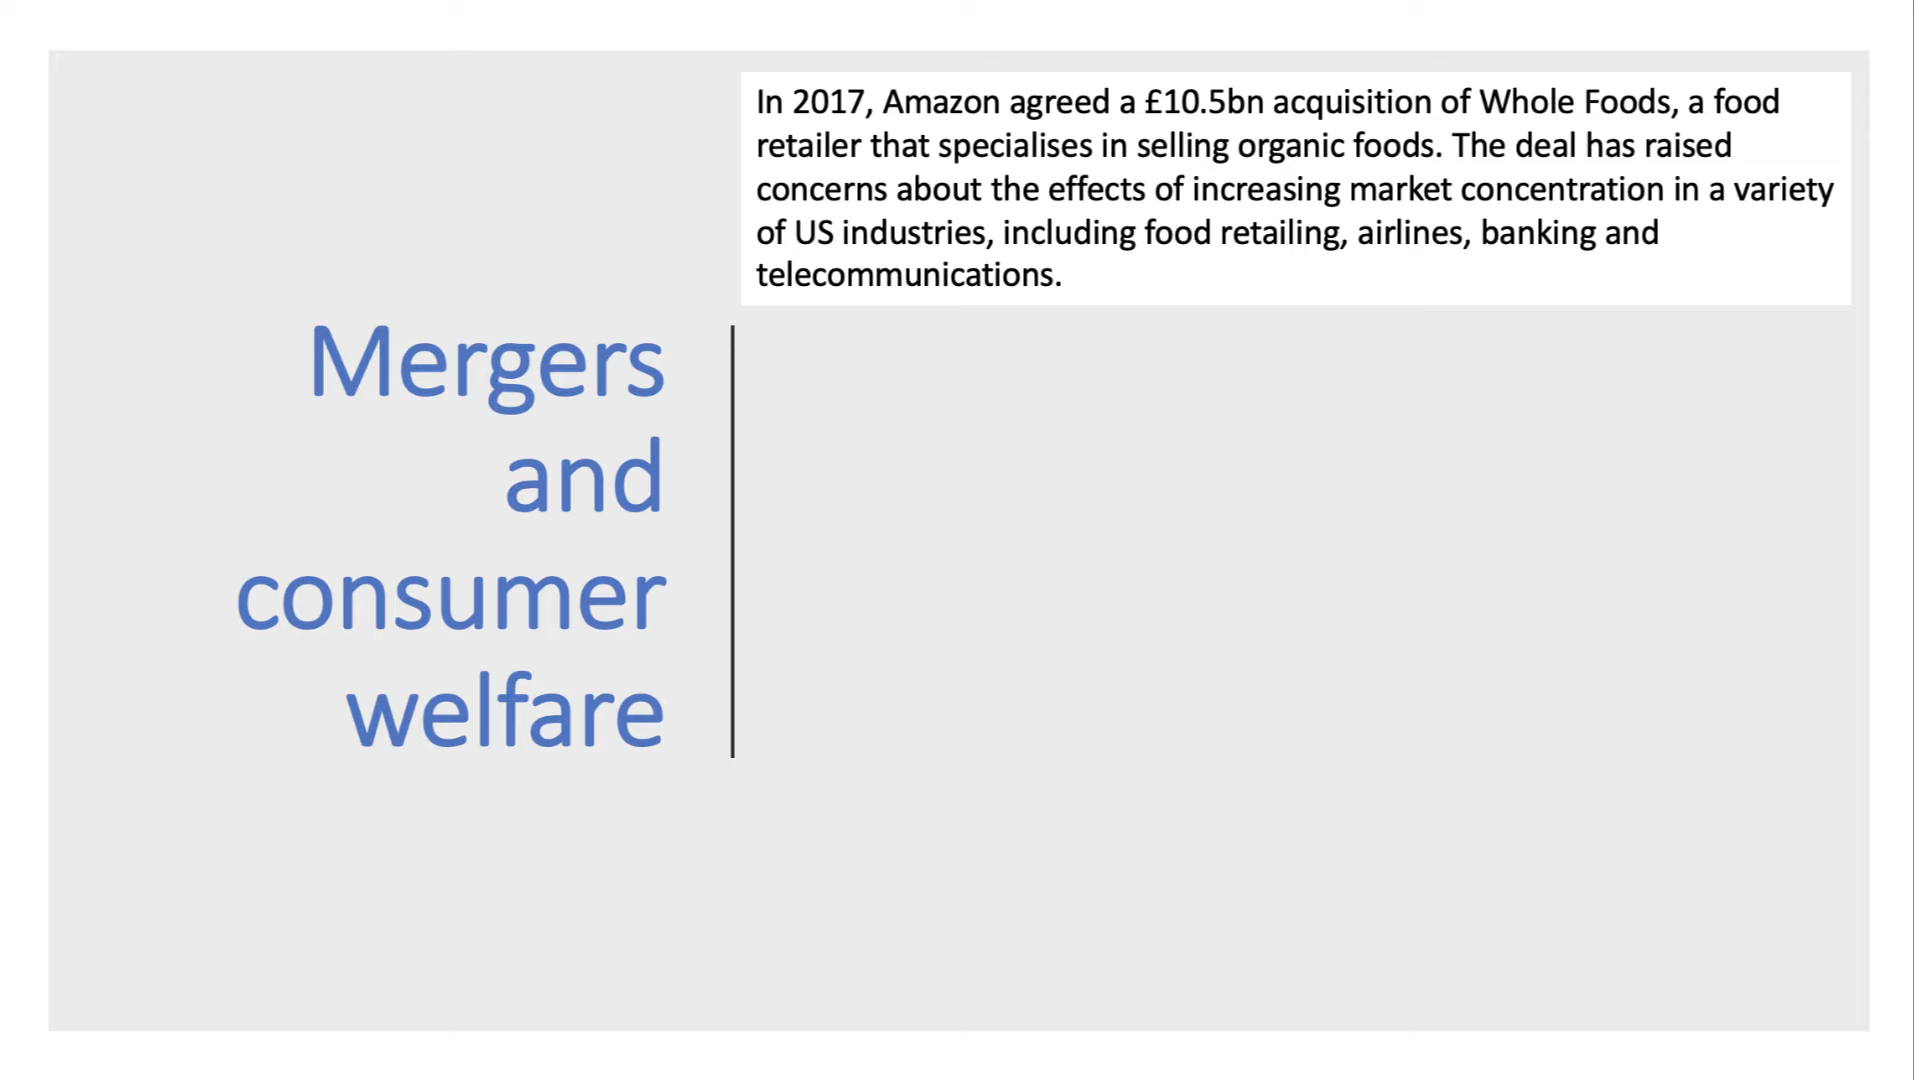 In 2017, Amazon agreed a £10.5bn acquisition of Whole Foods, a food
retailer that specialises in selling organic foods. The deal has raised
concerns about the effects of increasing market concentration in a variety
of US industries, including food retailing, airlines, banking and
telecommunications.
Mergers
and
consumer
welfare